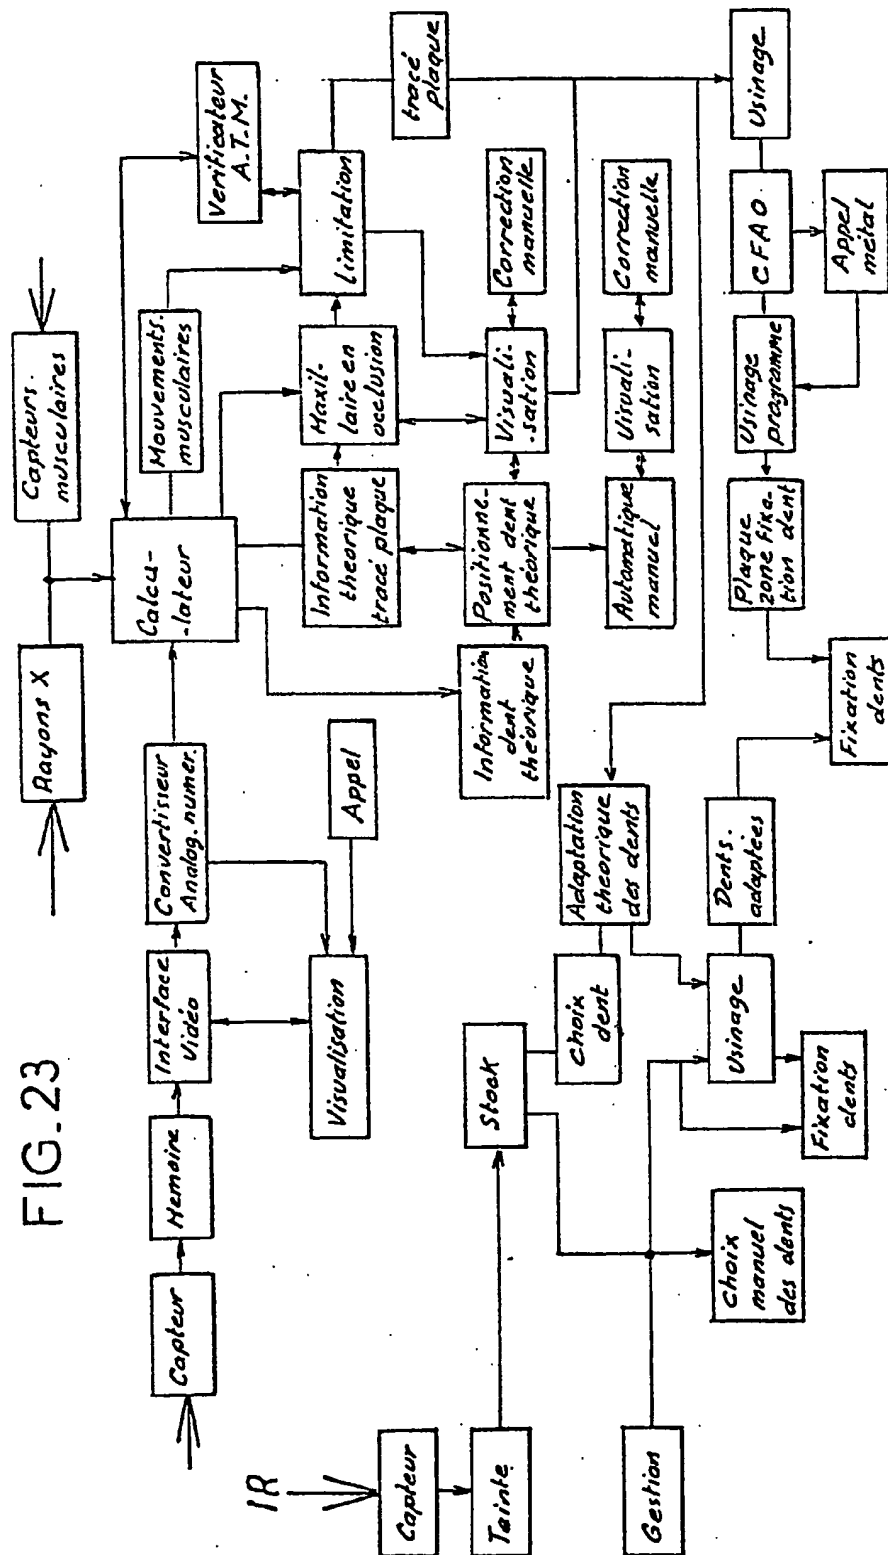 FIG.23
Rayons X
Capteurs.
musculaires
Capteur
Memoire
Interface
Vidéo
Convertisseur
Analog. numer.
Calcu-
-lateur
Mouvements.
musculaires
Verificateur
A.T.M.
Visualisation
Appel
Information
theorique
tracé plaque
Maxil-
laire en
occlusion
Limitation
tracé
plaque
IR
Capteur
Teinte
Stock
Information
dent
théorique
Positionne-
ment dent
théorique
Visuali-
-sation
Correction
manuelle
Choix
dent
Adaptation
theorique
des dents
Automatique
manuel
Visuali-
sation
Correction
manuelle
Gestion
Choix
manuel
des dents
Usinage
Dents.
adaptées
Plaque
zone fixa-
tion dent
Usinage
programme
CFAO
Usinage
Fixation
dents
Fixation
dents
Appel
métal